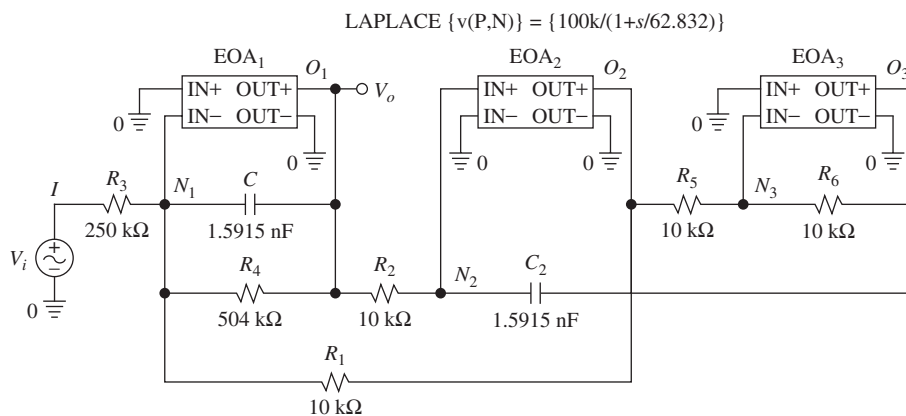 LAPLACE {v(P,N)} = {100k/(1+s/62.832)}
EOA₁ O₁ EOA₂ O₂ EOA₃ O₃
IN+ OUT+ Vₒ IN+ OUT+ IN+ OUT+
IN− OUT− IN− OUT− IN− OUT−
0 0 0 0 0 0
I R₃ N₁ C R₅ N₃ R₆
250 kΩ 1.5915 nF 10 kΩ 10 kΩ
Vᵢ + −
R₄ R₂ N₂ C₂
0 504 kΩ 10 kΩ 1.5915 nF
R₁
10 kΩ